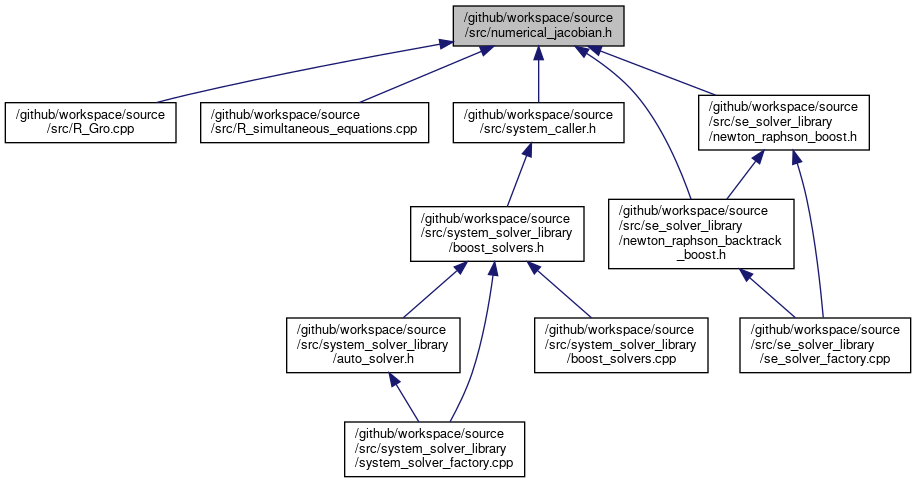 /github/workspace/source
/src/numerical_jacobian.h
/github/workspace/source
/src/R_Gro.cpp
/github/workspace/source
/src/R_simultaneous_equations.cpp
/github/workspace/source
/src/system_caller.h
/github/workspace/source
/src/se_solver_library
/newton_raphson_boost.h
/github/workspace/source
/src/system_solver_library
/boost_solvers.h
/github/workspace/source
/src/se_solver_library
/newton_raphson_backtrack
_boost.h
/github/workspace/source
/src/system_solver_library
/auto_solver.h
/github/workspace/source
/src/system_solver_library
/boost_solvers.cpp
/github/workspace/source
/src/se_solver_library
/se_solver_factory.cpp
/github/workspace/source
/src/system_solver_library
/system_solver_factory.cpp